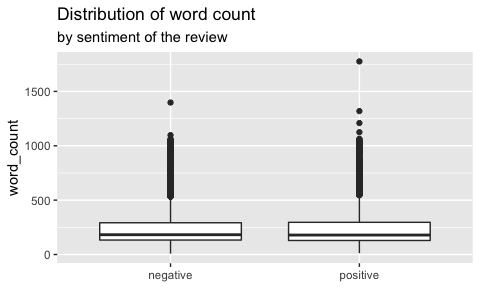 Distribution of word count
by sentiment of the review
word_count
1500
1000
500
0
negative positive